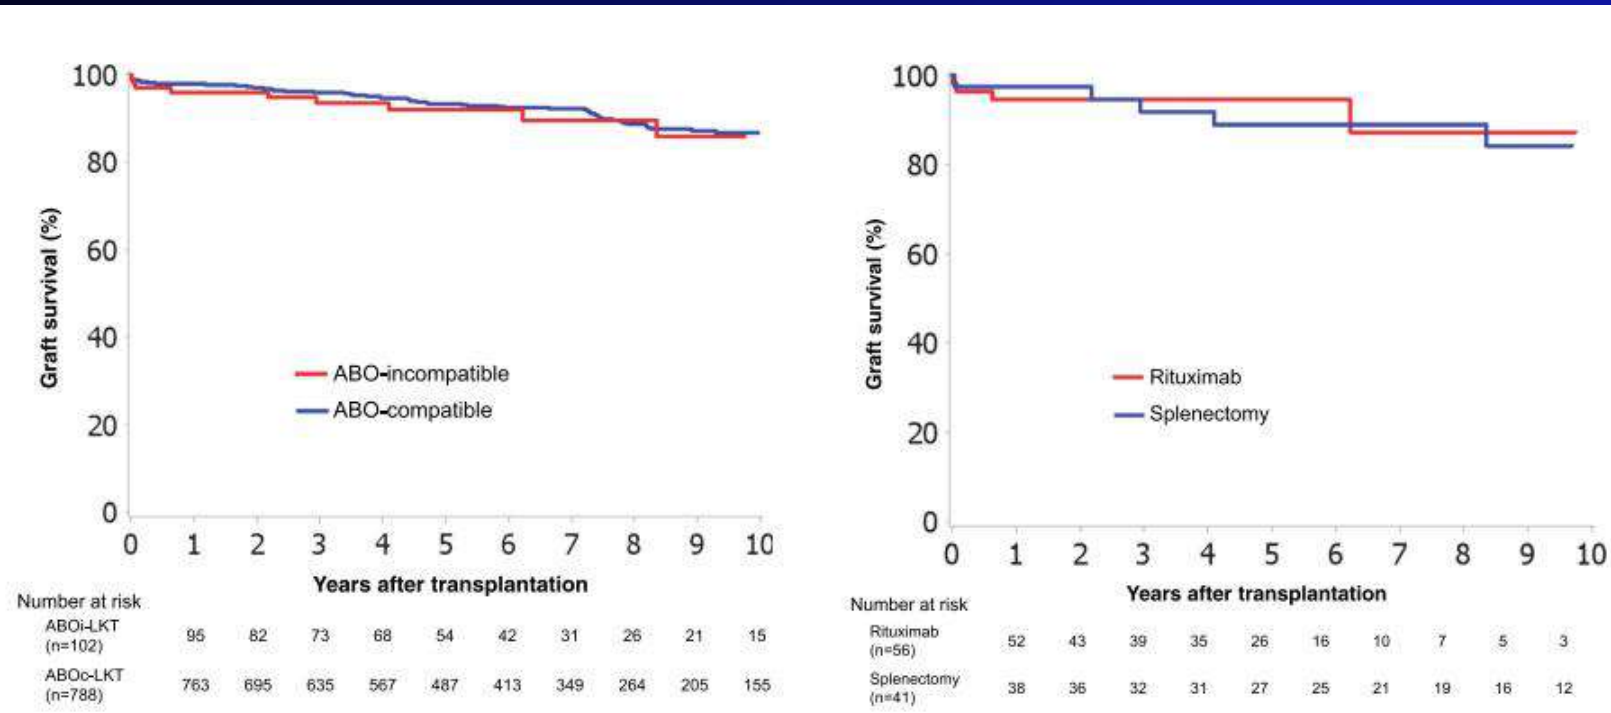 100
80
60
40
20
0
Graft survival (%)
ABO-incompatible
ABO-compatible
0 1 2 3 4 5 6 7 8 9 10
Years after transplantation
Number at risk
ABOi-LKT
(n=102)
95 82 73 68 54 42 31 26 21 15
ABOc-LKT
(n=788)
763 695 635 567 487 413 349 264 205 155
100
80
60
40
20
0
Graft survival (%)
Rituximab
Splenectomy
0 1 2 3 4 5 6 7 8 9 10
Years after transplantation
Number at risk
Rituximab
(n=56)
52 43 39 35 26 16 10 7 5 3
Splenectomy
(n=41)
38 36 32 31 27 25 21 19 16 12